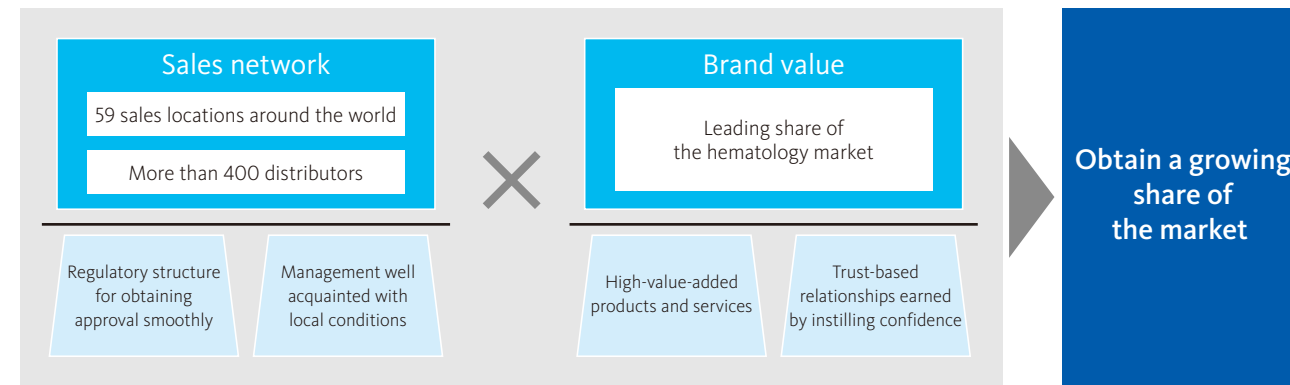 Sales network
59 sales locations around the world
More than 400 distributors
Regulatory structure
for obtaining
approval smoothly
Management well
acquainted with
local conditions
×
Brand value
Leading share of
the hematology market
High-value-added
products and services
Trust-based
relationships earned
by instilling confidence
Obtain a growing
share of
the market